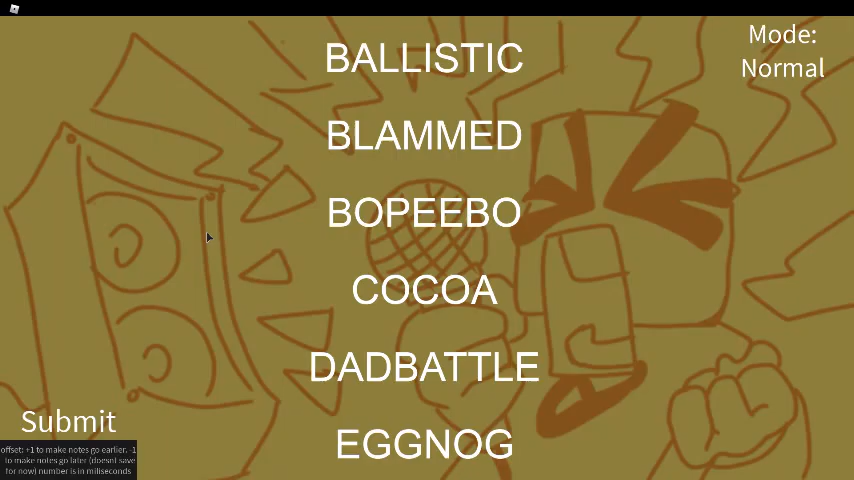 BALLISTIC
Mode:
Normal
BLAMMED
BOPEEBO
COCOA
DADBATTLE
EGGNOG
Submit
offset: +1 to make notes go earlier, -1
to make notes go later (doesnt save
for now) number is in miliseconds